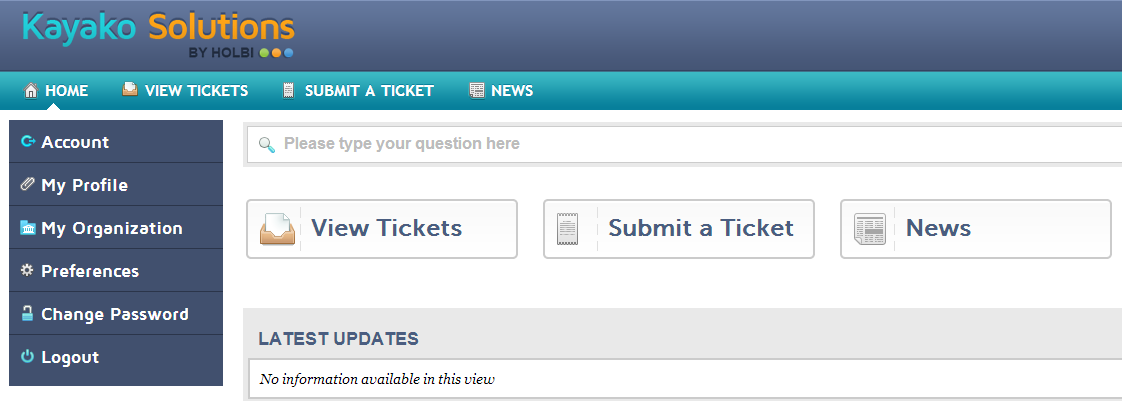 Kayako Solutions
BY HOLBI
HOME VIEW TICKETS SUBMIT A TICKET NEWS
Account
My Profile
My Organization
Preferences
Change Password
Logout
Please type your question here
View Tickets Submit a Ticket News
LATEST UPDATES
No information available in this view